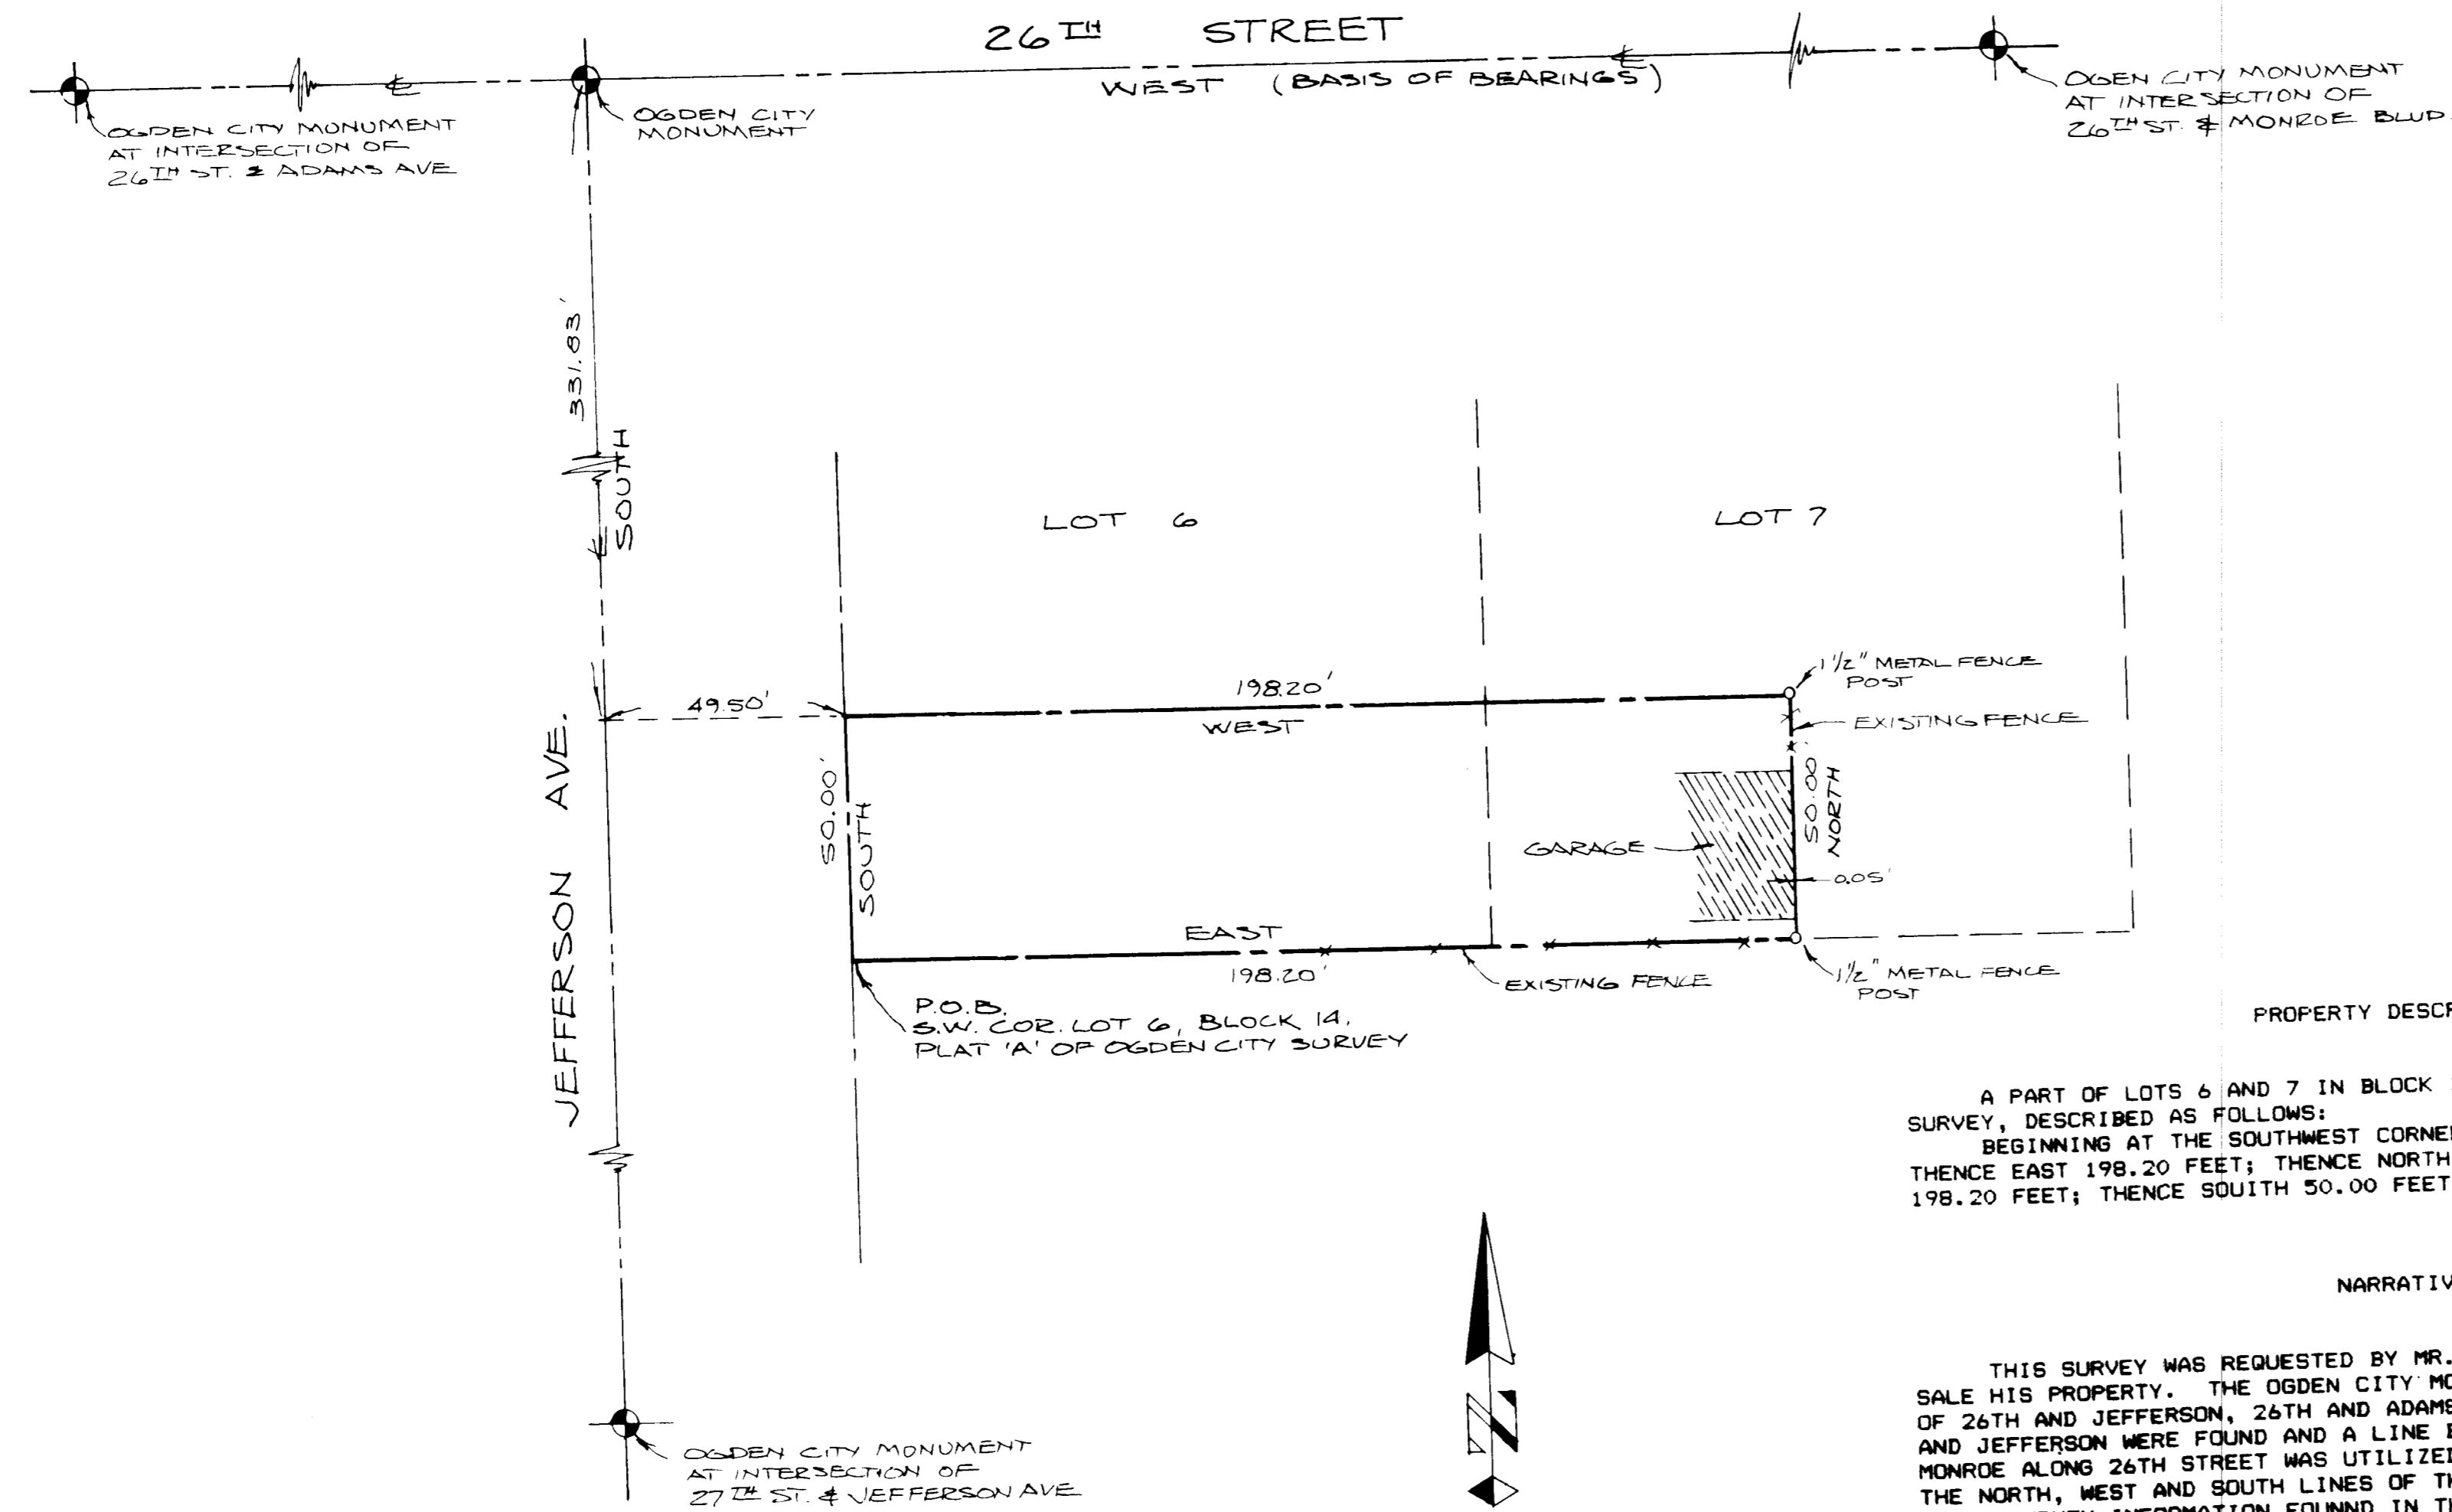 26TH STREET
WEST (BASIS OF BEARINGS)
OGDEN CITY MONUMENT
AT INTERSECTION OF
26TH ST. & ADAMS AVE
OGDEN CITY
MONUMENT
OGEN CITY MONUMENT
AT INTERSECTION OF
26TH ST. & MONROE BLVD.
331.83'
SOUTH
LOT 6
LOT 7
1 1/2" METAL FENCE
POST
EXISTING FENCE
49.50'
198.20'
WEST
JEFFERSON AVE.
50.00'
SOUTH
50.00'
NORTH
GARAGE
0.05'
EAST
198.20'
EXISTING FENCE
1 1/2" METAL FENCE
POST
P.O.B.
S.W. COR. LOT 6, BLOCK 14,
PLAT 'A' OF OGDEN CITY SURVEY
PROPERTY DESCR
A PART OF LOTS 6 AND 7 IN BLOCK
SURVEY, DESCRIBED AS FOLLOWS:
BEGINNING AT THE SOUTHWEST CORNE
THENCE EAST 198.20 FEET; THENCE NORTH
198.20 FEET; THENCE SOUITH 50.00 FEET
NARRATIV
THIS SURVEY WAS REQUESTED BY MR.
SALE HIS PROPERTY. THE OGDEN CITY MO
OF 26TH AND JEFFERSON, 26TH AND ADAMS
AND JEFFERSON WERE FOUND AND A LINE
MONROE ALONG 26TH STREET WAS UTILIZE
THE NORTH, WEST AND SOUTH LINES OF TH
INFORMATION FOUNND IN TH
N
OGDEN CITY MONUMENT
AT INTERSECTION OF
27TH ST. & JEFFERSON AVE